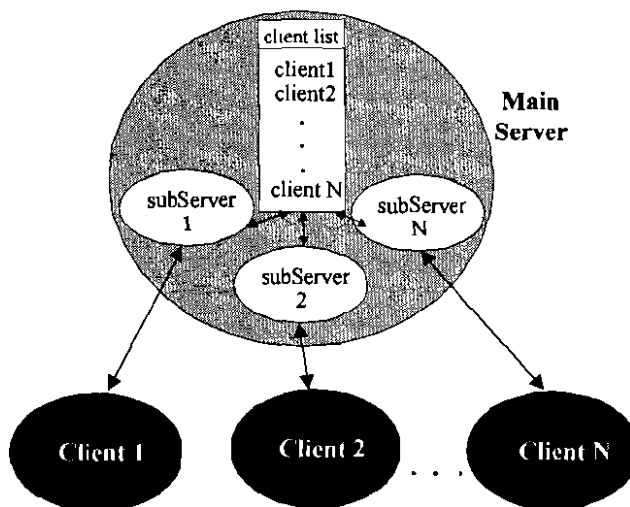 client list
client1
client2
.
.
.
client N
Main
Server
subServer
1
subServer
N
subServer
2
Client 1
Client 2
. . .
Client N